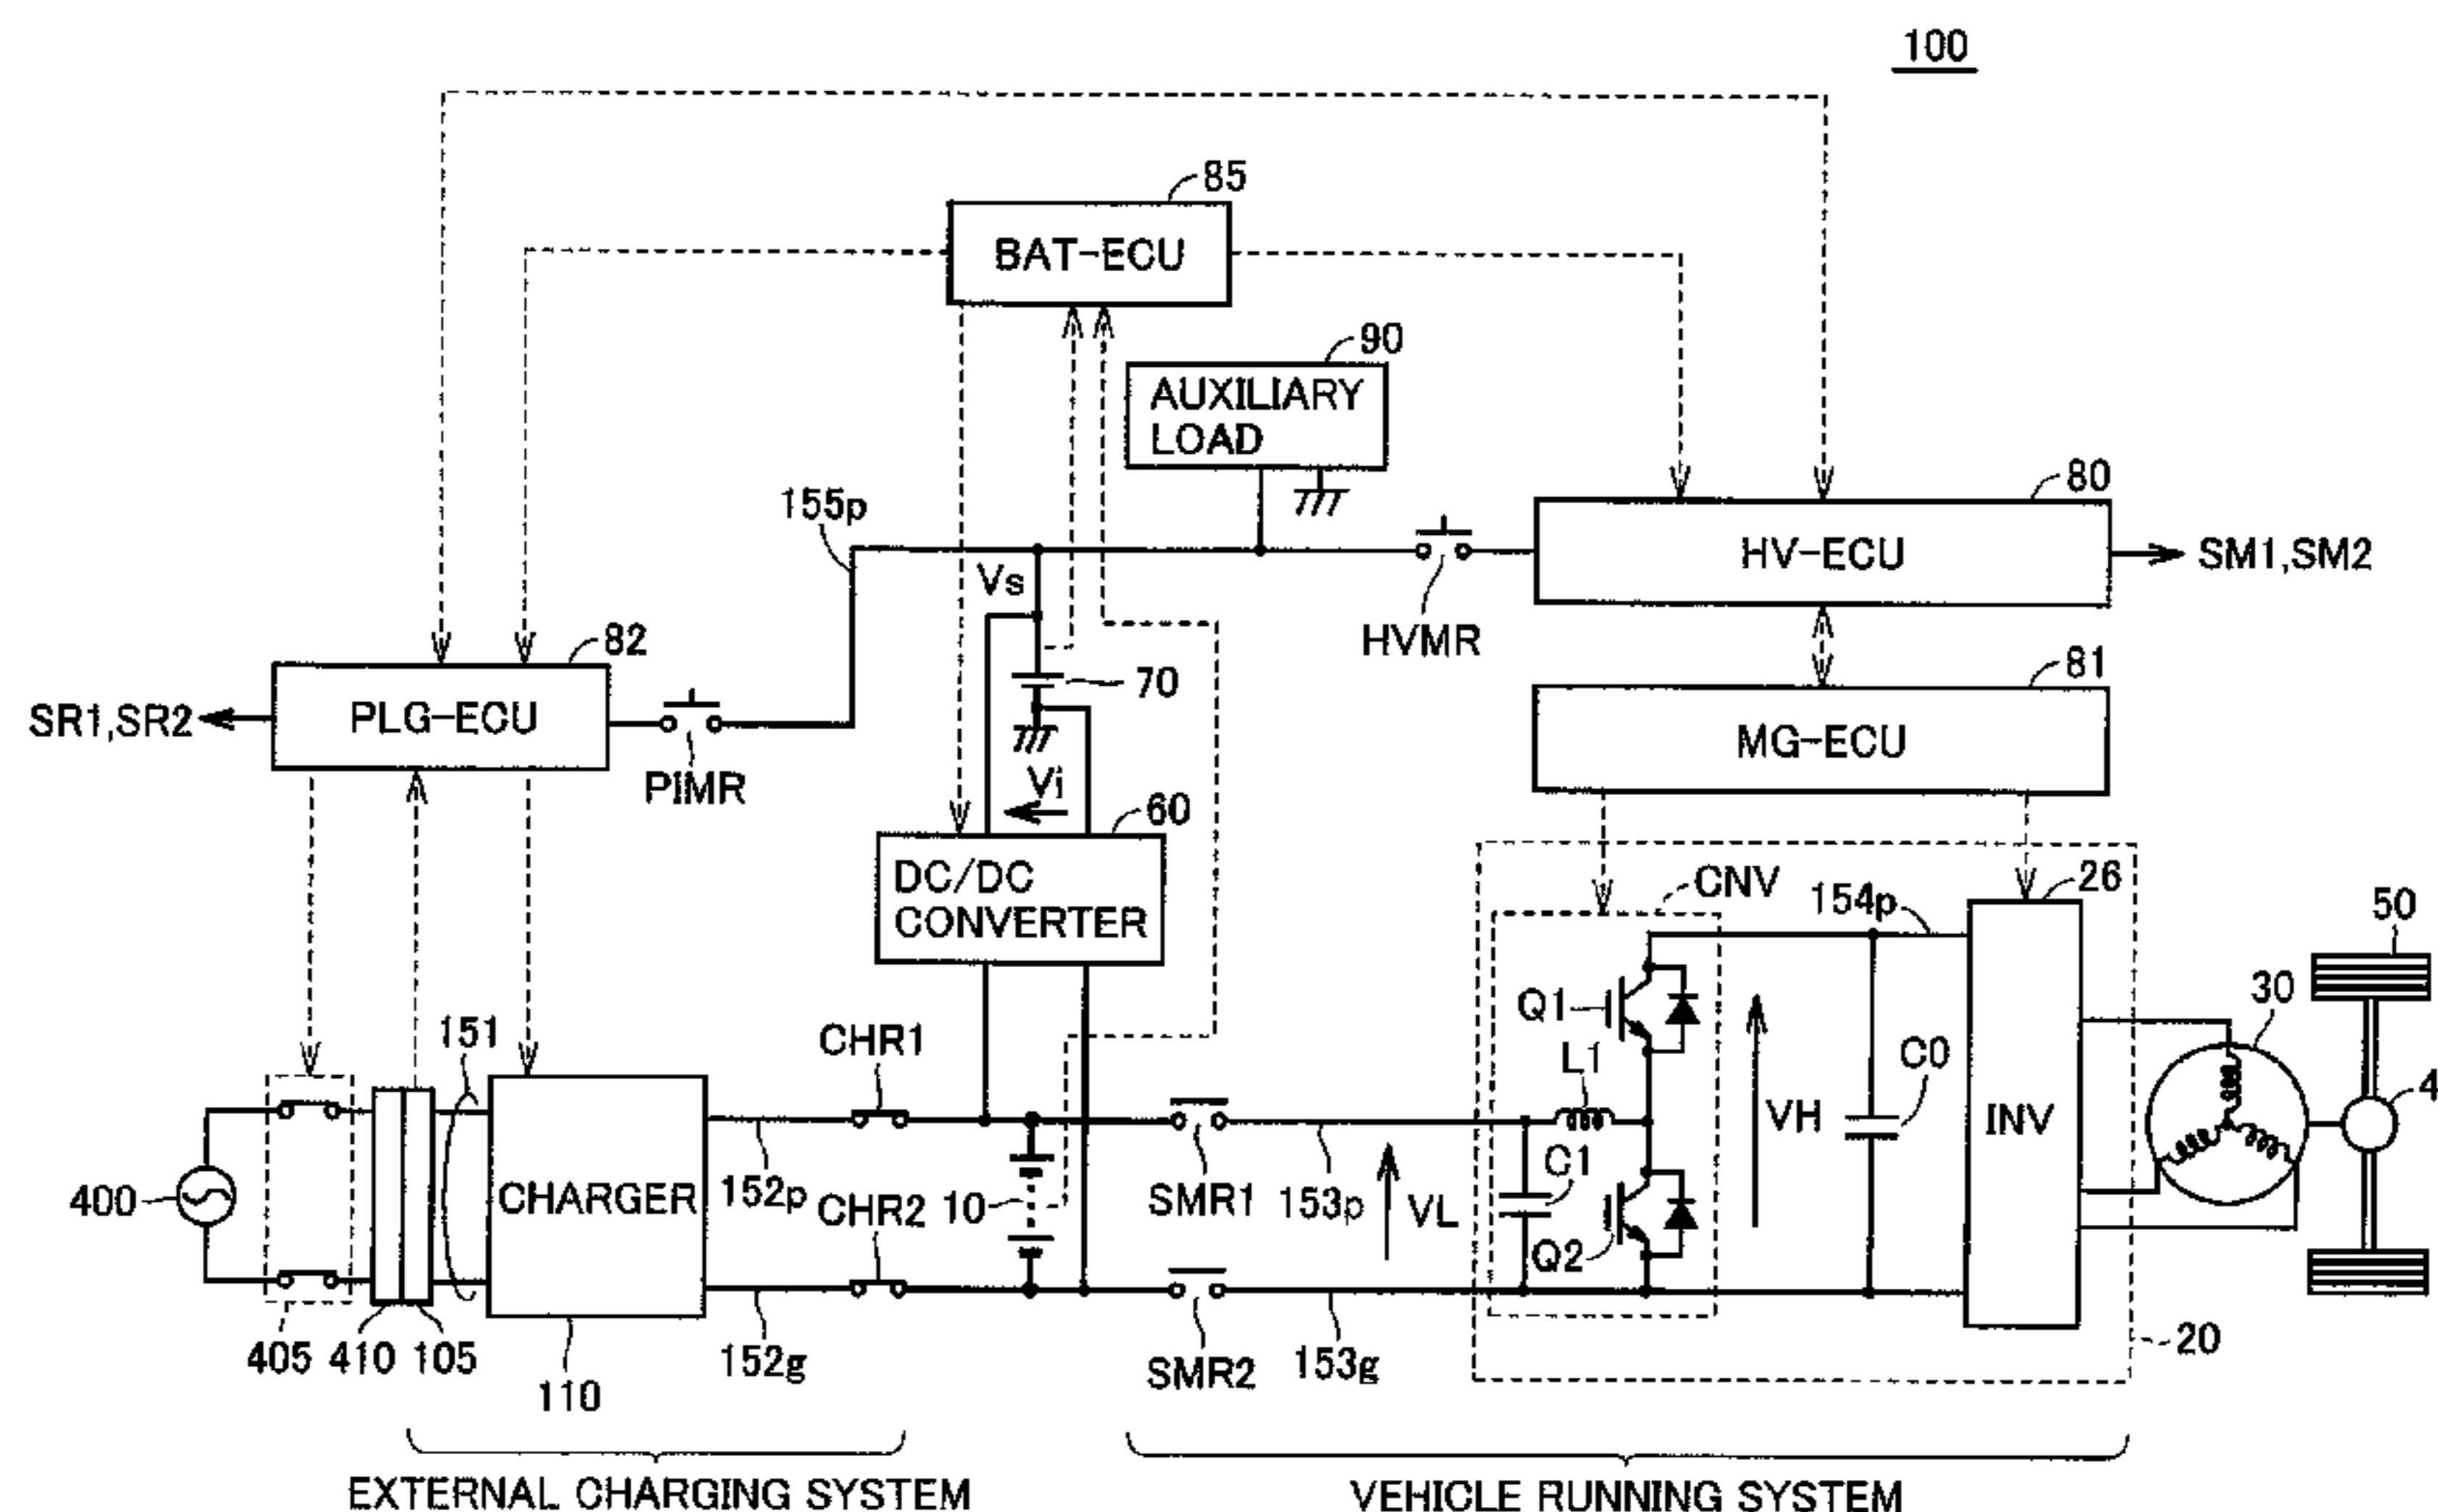 100
85
BAT-ECU
90
AUXILIARY
LOAD
80
155p
HV-ECU
SM1,SM2
Vs
HVMR
82
81
70
PLG-ECU
SR1,SR2
MG-ECU
PIMR
Vi
60
DC/DC
CONVERTER
CNV
154p
26
50
Q1
30
151
CHR1
L1
C0
4
VH
INV
C1
400
CHARGER
152p
CHR2
10
SMR1
153p
VL
Q2
405
410
105
152g
SMR2
153g
20
110
EXTERNAL CHARGING SYSTEM
VEHICLE RUNNING SYSTEM